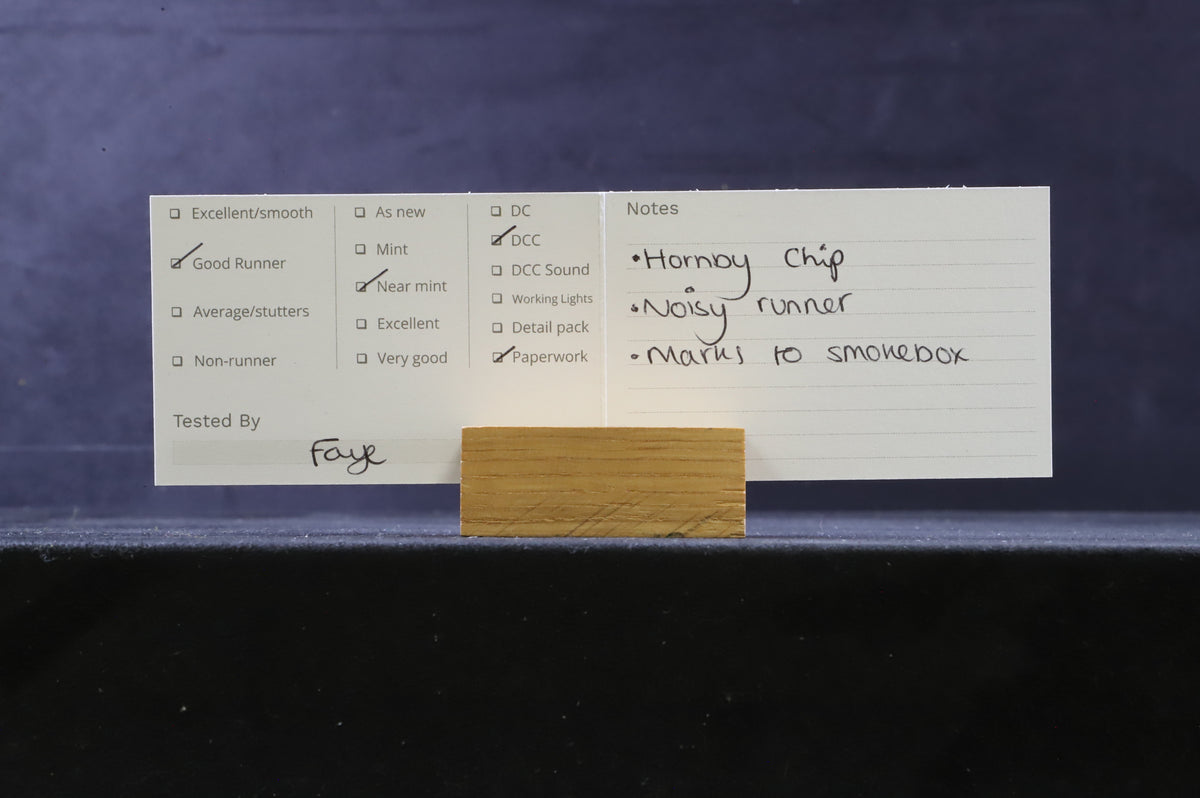 Excellent/smooth
Good Runner
Average/stutters
Non-runner
As new
Mint
Near mint
Excellent
Very good
DC
DCC
DCC Sound
Working Lights
Detail pack
Paperwork
Tested By
Faye
Notes
• Hornby Chip
• Noisy runner
• Marks to smokebox